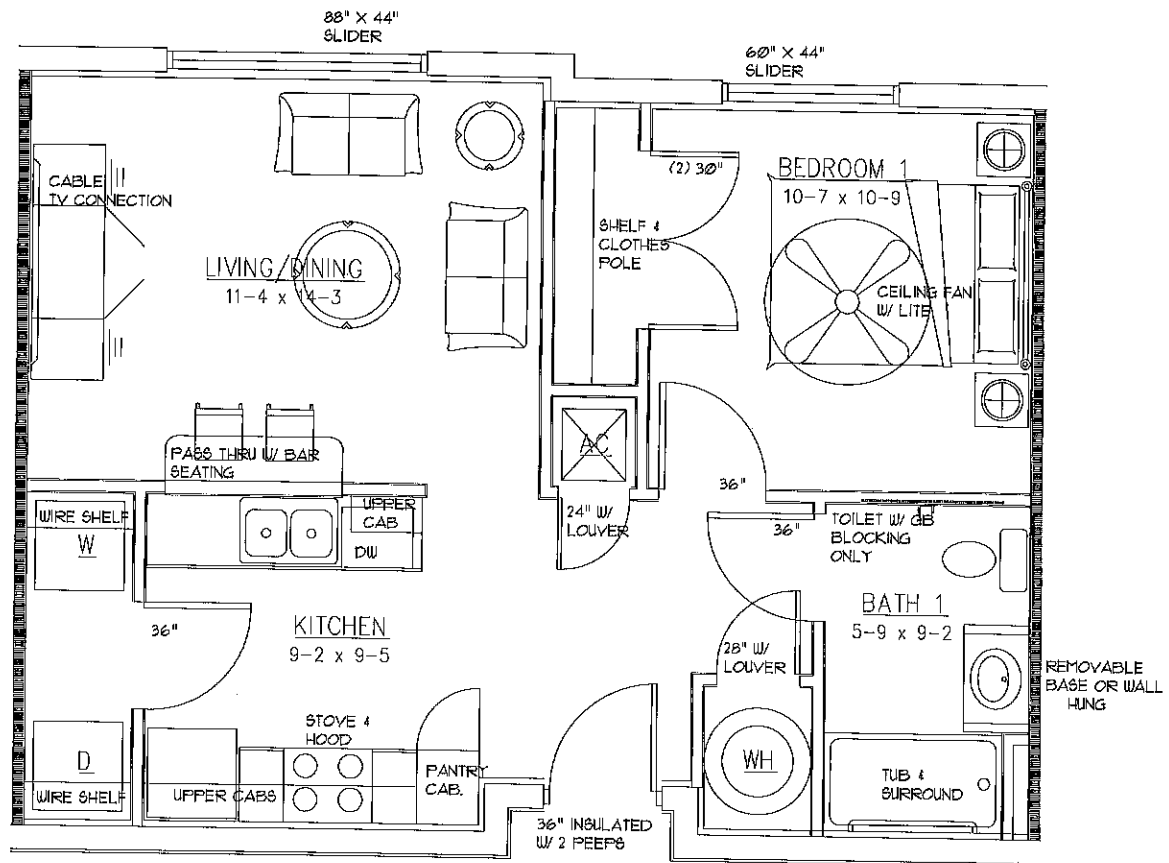 88" X 44"
SLIDER
60" X 44"
SLIDER
CABLE
TV CONNECTION
LIVING/DINING
11-4 x 14-3
(2) 30"
SHELF &
CLOTHES
POLE
BEDROOM 1
10-7 x 10-9
CEILING FAN
W/ LITE
PASS THRU W/ BAR
SEATING
AC
36"
WIRE SHELF
W
UPPER
CAB
DW
24" W/
LOUVER
36"
TOILET W/ GB
BLOCKING
ONLY
36"
KITCHEN
9-2 x 9-5
BATH 1
5-9 x 9-2
28" W/
LOUVER
REMOVABLE
BASE OR WALL
HUNG
STOVE &
HOOD
D
WIRE SHELF
UPPER CABS
PANTRY
CAB.
WH
TUB &
SURROUND
36" INSULATED
W/ 2 PEEPS